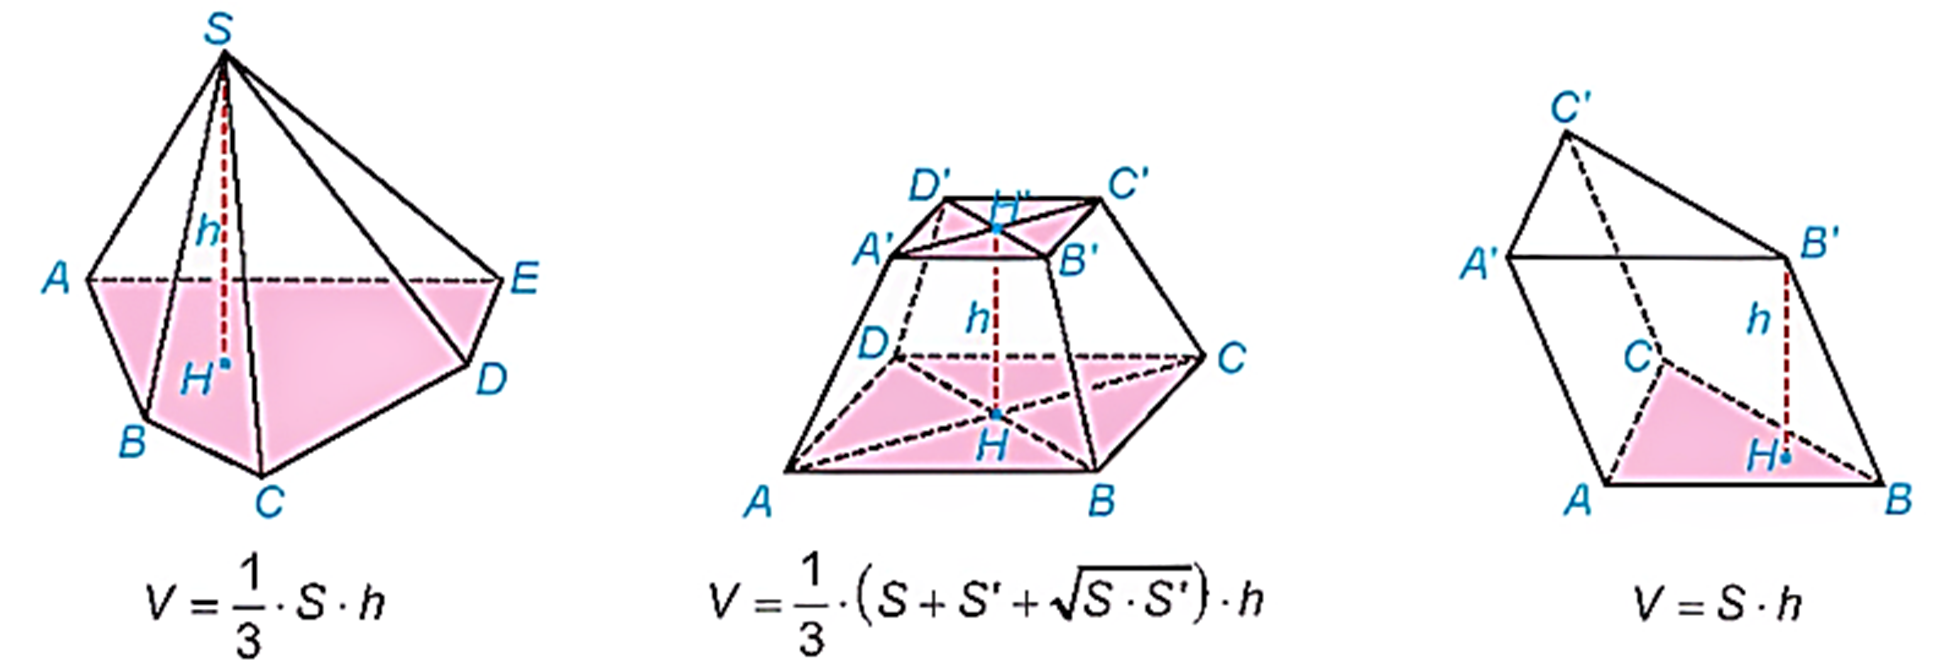 S
h
A
E
H
D
B
C
V = 1/3 · S · h
D'
H'
C'
A'
B'
h
D
C
H
A
B
V = 1/3 · (S + S' + √(S · S')) · h
C'
A'
B'
h
C
H
A
B
V = S · h